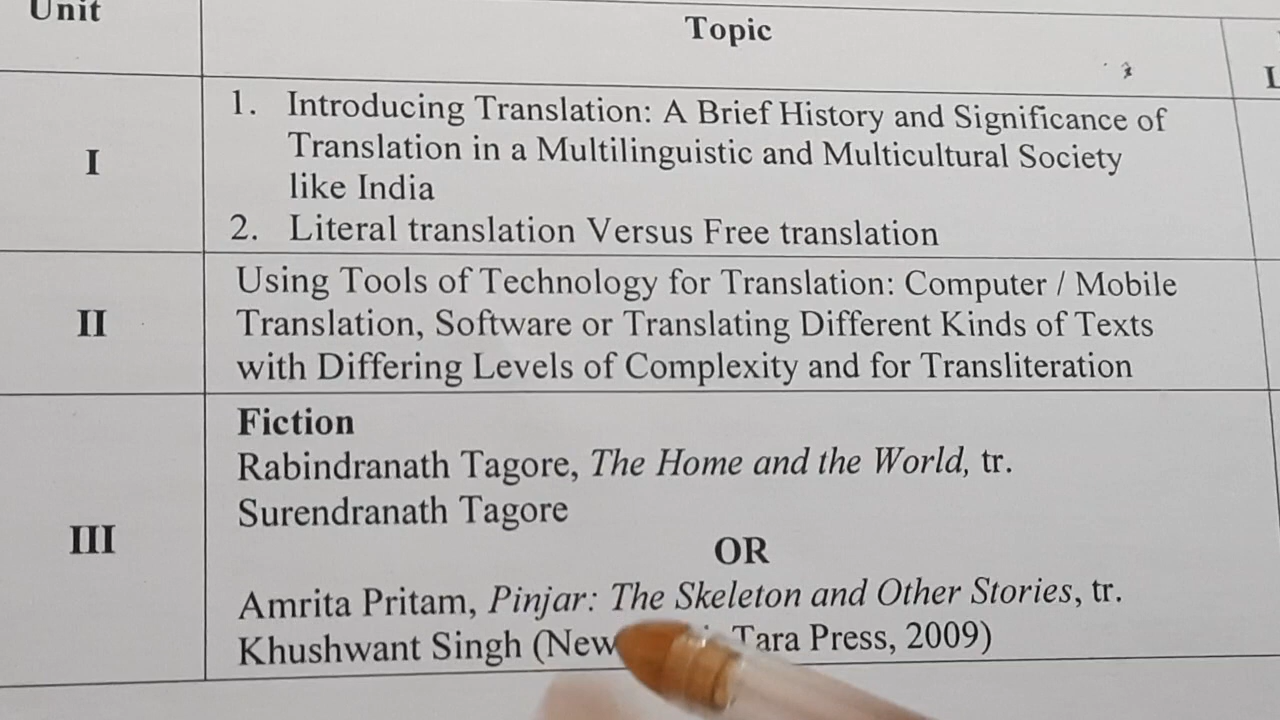 Unit
Topic
I
1. Introducing Translation: A Brief History and Significance of
Translation in a Multilinguistic and Multicultural Society
like India
2. Literal translation Versus Free translation
II
Using Tools of Technology for Translation: Computer / Mobile
Translation, Software or Translating Different Kinds of Texts
with Differing Levels of Complexity and for Transliteration
III
Fiction
Rabindranath Tagore, The Home and the World, tr.
Surendranath Tagore
OR
Amrita Pritam, Pinjar: The Skeleton and Other Stories, tr.
Khushwant Singh (New Tara Press, 2009)